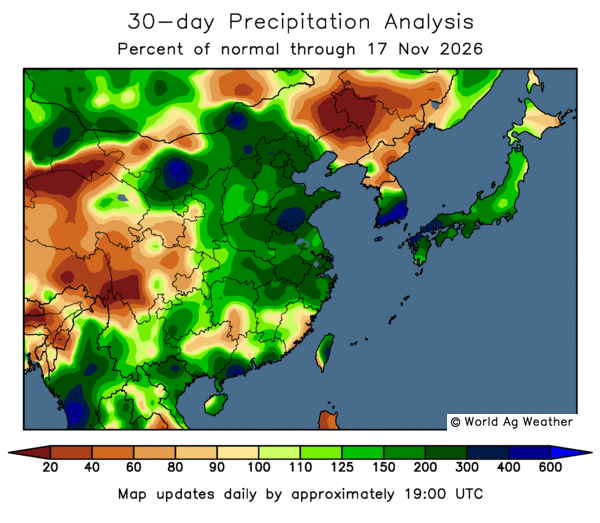 30-day Precipitation Analysis
Percent of normal through 17 Nov 2026
© World Ag Weather
20 40 60 80 90 100 110 125 150 200 300 400 600
Map updates daily by approximately 19:00 UTC